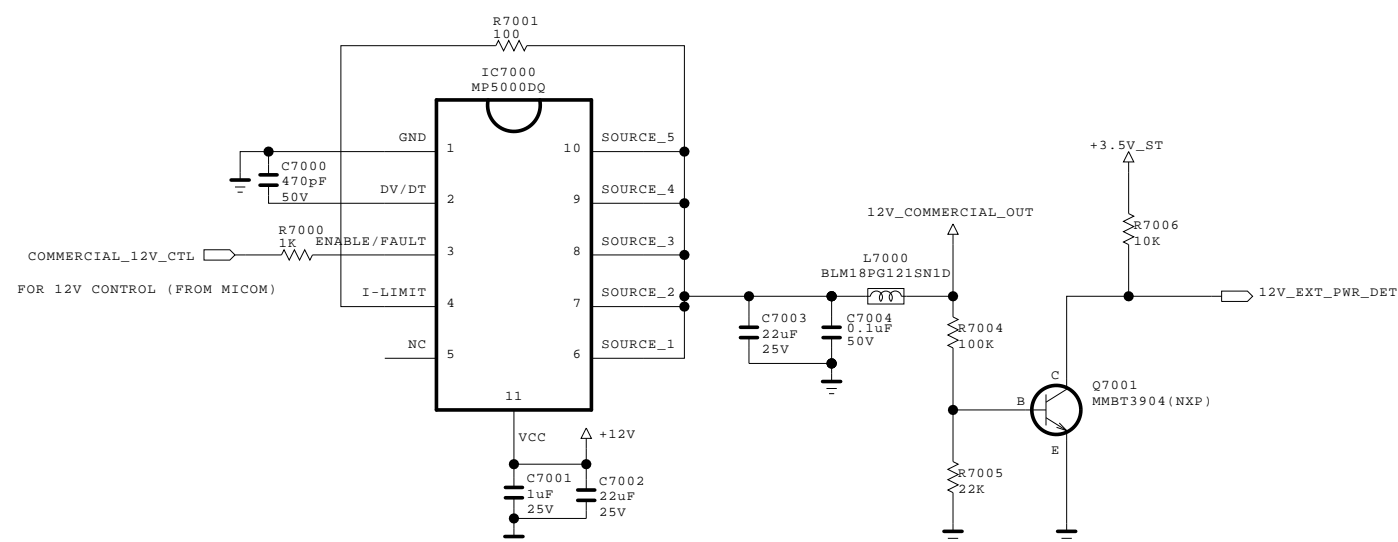 R7001
100
IC7000
MP5000DQ
GND
1
10
SOURCE_5
C7000
470pF
50V
DV/DT
2
9
SOURCE_4
R7000
1K
ENABLE/FAULT
3
8
SOURCE_3
COMMERCIAL_12V_CTL
FOR 12V CONTROL (FROM MICOM)
I-LIMIT
4
7
SOURCE_2
NC
5
6
SOURCE_1
11
VCC
+12V
C7001
1uF
25V
C7002
22uF
25V
C7003
22uF
25V
C7004
0.1uF
50V
L7000
BLM18PG121SN1D
12V_COMMERCIAL_OUT
R7004
100K
R7005
22K
+3.5V_ST
R7006
10K
12V_EXT_PWR_DET
C
B
E
Q7001
MMBT3904(NXP)